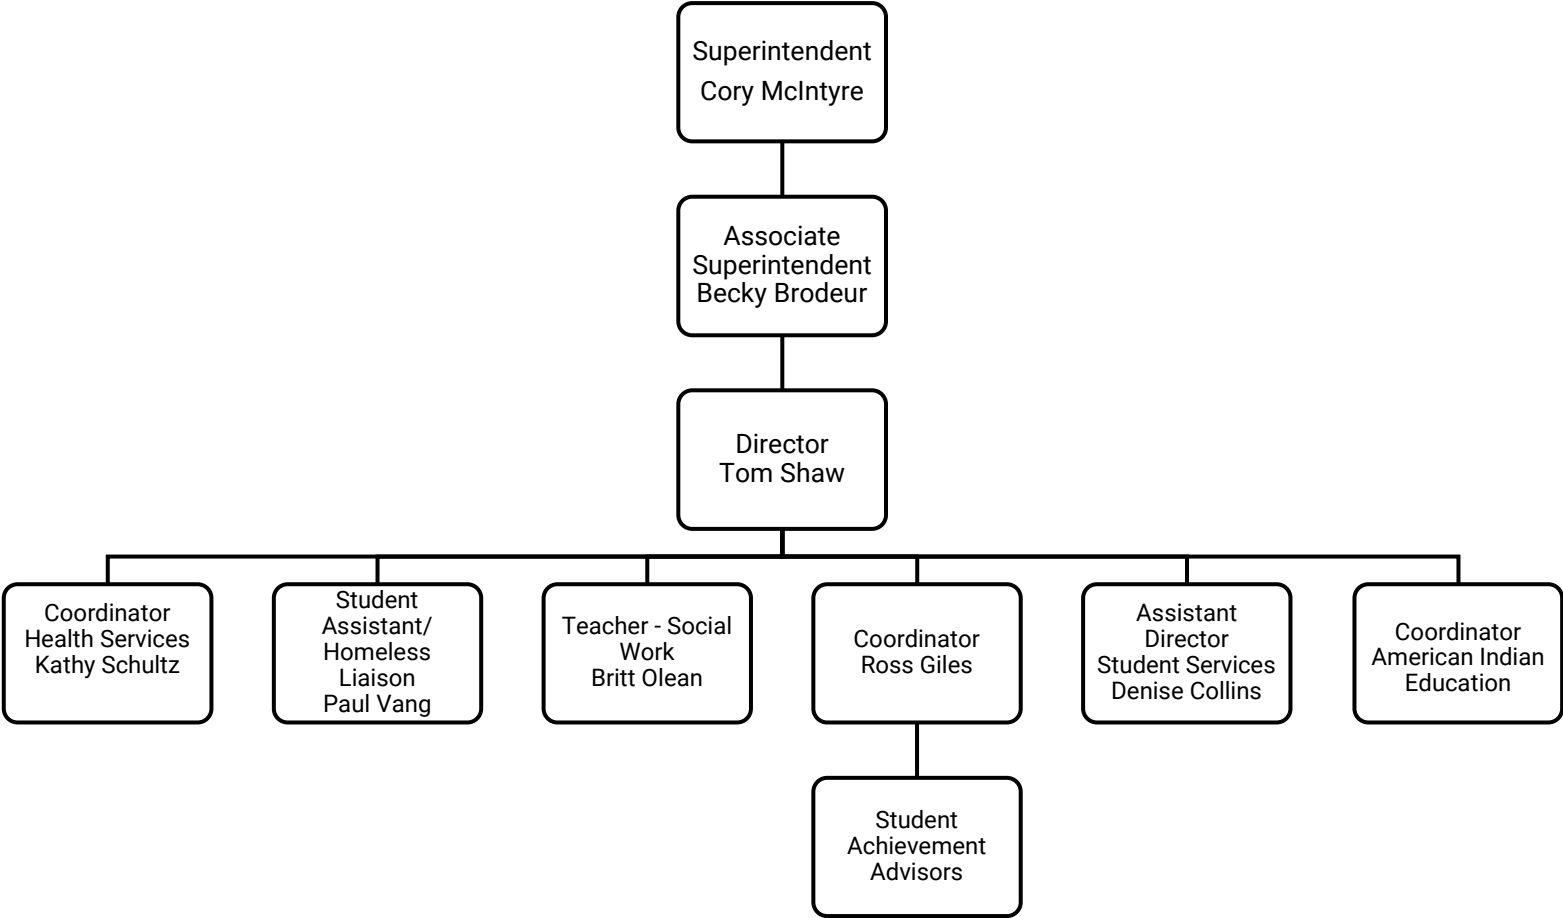 Superintendent
Cory McIntyre
Associate
Superintendent
Becky Brodeur
Director
Tom Shaw
Coordinator
Health Services
Kathy Schultz
Student
Assistant/
Homeless
Liaison
Paul Vang
Teacher - Social
Work
Britt Olean
Coordinator
Ross Giles
Assistant
Director
Student Services
Denise Collins
Coordinator
American Indian
Education
Student
Achievement
Advisors